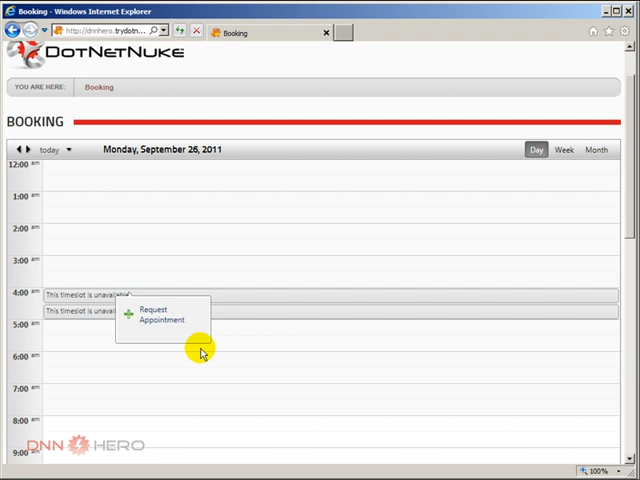 Booking - Windows Internet Explorer
http://dnnhero.trydotn...
Booking
DOTNETNUKE
YOU ARE HERE: Booking
BOOKING
today Monday, September 26, 2011 Day Week Month
12:00 am
1:00 am
2:00 am
3:00 am
4:00 am This timeslot is unavailable
This timeslot is unava
Request
Appointment
5:00 am
6:00 am
7:00 am
8:00 am
DNN HERO
9:00 am
100%